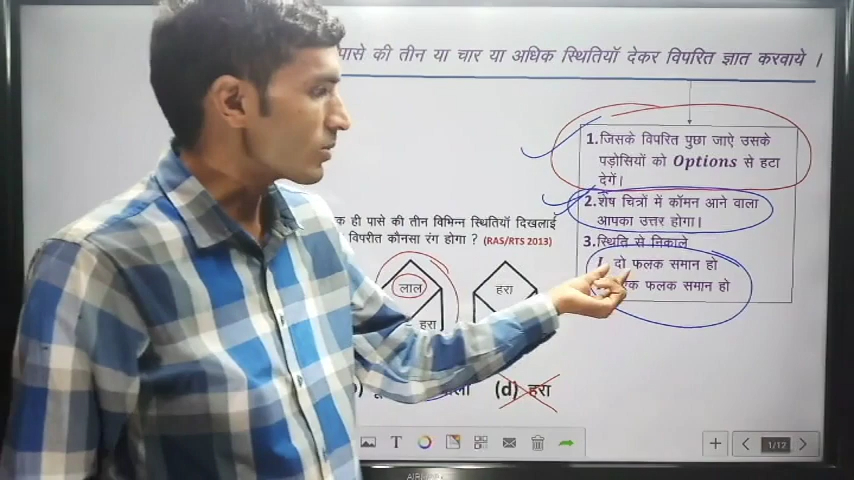 पासे की तीन या चार या अधिक स्थितियॉ देकर विपरित ज्ञात करवाये ।
1.जिसके विपरित पुछा जाऐ उसके
पड़ोसियों को Options से हटा
देगें।
2.शेष चित्रों में कॉमन आने वाला
आपका उत्तर होगा।
3.स्थिति से निकाले
I. दो फलक समान हो
फलक समान हो
क ही पासे की तीन विभिन्न स्थितियॉ दिखलाई
विपरीत कौनसा रंग होगा ? (RAS/RTS 2013)
लाल
हरा
हरा
(d) हरा
T
1/12